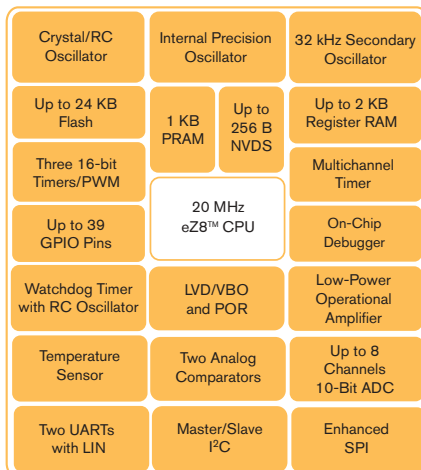 Crystal/RC
Oscillator
Internal Precision
Oscillator
32 kHz Secondary
Oscillator
Up to 24 KB
Flash
1 KB
PRAM
Up to
256 B
NVDS
Up to 2 KB
Register RAM
Three 16-bit
Timers/PWM
Multichannel
Timer
20 MHz
eZ8™ CPU
Up to 39
GPIO Pins
On-Chip
Debugger
Watchdog Timer
with RC Oscillator
LVD/VBO
and POR
Low-Power
Operational
Amplifier
Temperature
Sensor
Two Analog
Comparators
Up to 8
Channels
10-Bit ADC
Two UARTs
with LIN
Master/Slave
I²C
Enhanced
SPI